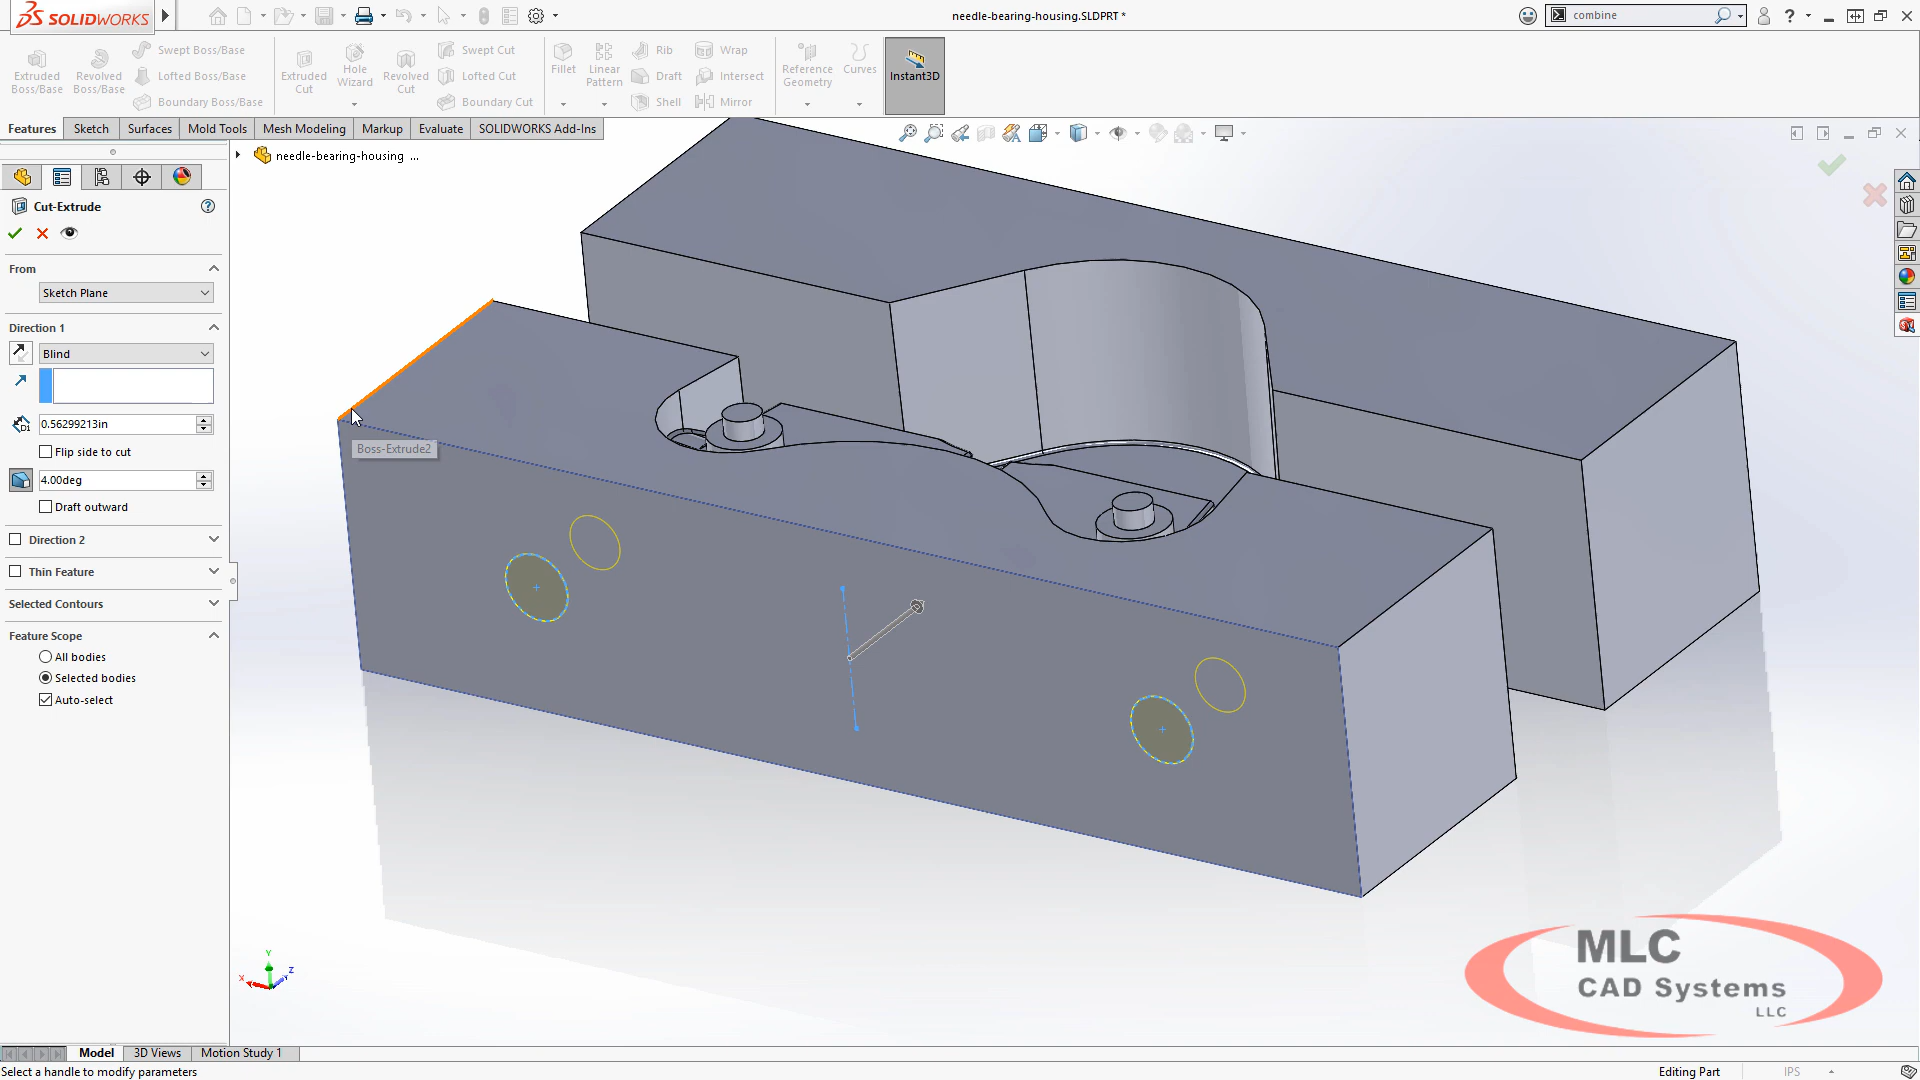 SOLIDWORKS
needle-bearing-housing.SLDPRT *
combine
?
Extruded Boss/Base
Revolved Boss/Base
Swept Boss/Base
Lofted Boss/Base
Boundary Boss/Base
Extruded Cut
Hole Wizard
Revolved Cut
Swept Cut
Lofted Cut
Boundary Cut
Fillet
Linear Pattern
Rib
Draft
Shell
Wrap
Intersect
Mirror
Reference Geometry
Curves
Instant3D
Features
Sketch
Surfaces
Mold Tools
Mesh Modeling
Markup
Evaluate
SOLIDWORKS Add-Ins
needle-bearing-housing ...
Cut-Extrude
?
From
Sketch Plane
Direction 1
Blind
D1
0.56299213in
Flip side to cut
4.00deg
Draft outward
Direction 2
Thin Feature
Selected Contours
Feature Scope
All bodies
Selected bodies
Auto-select
Boss-Extrude2
Y
X
Z
MLC
CAD Systems
LLC
Model
3D Views
Motion Study 1
Select a handle to modify parameters
Editing Part
IPS